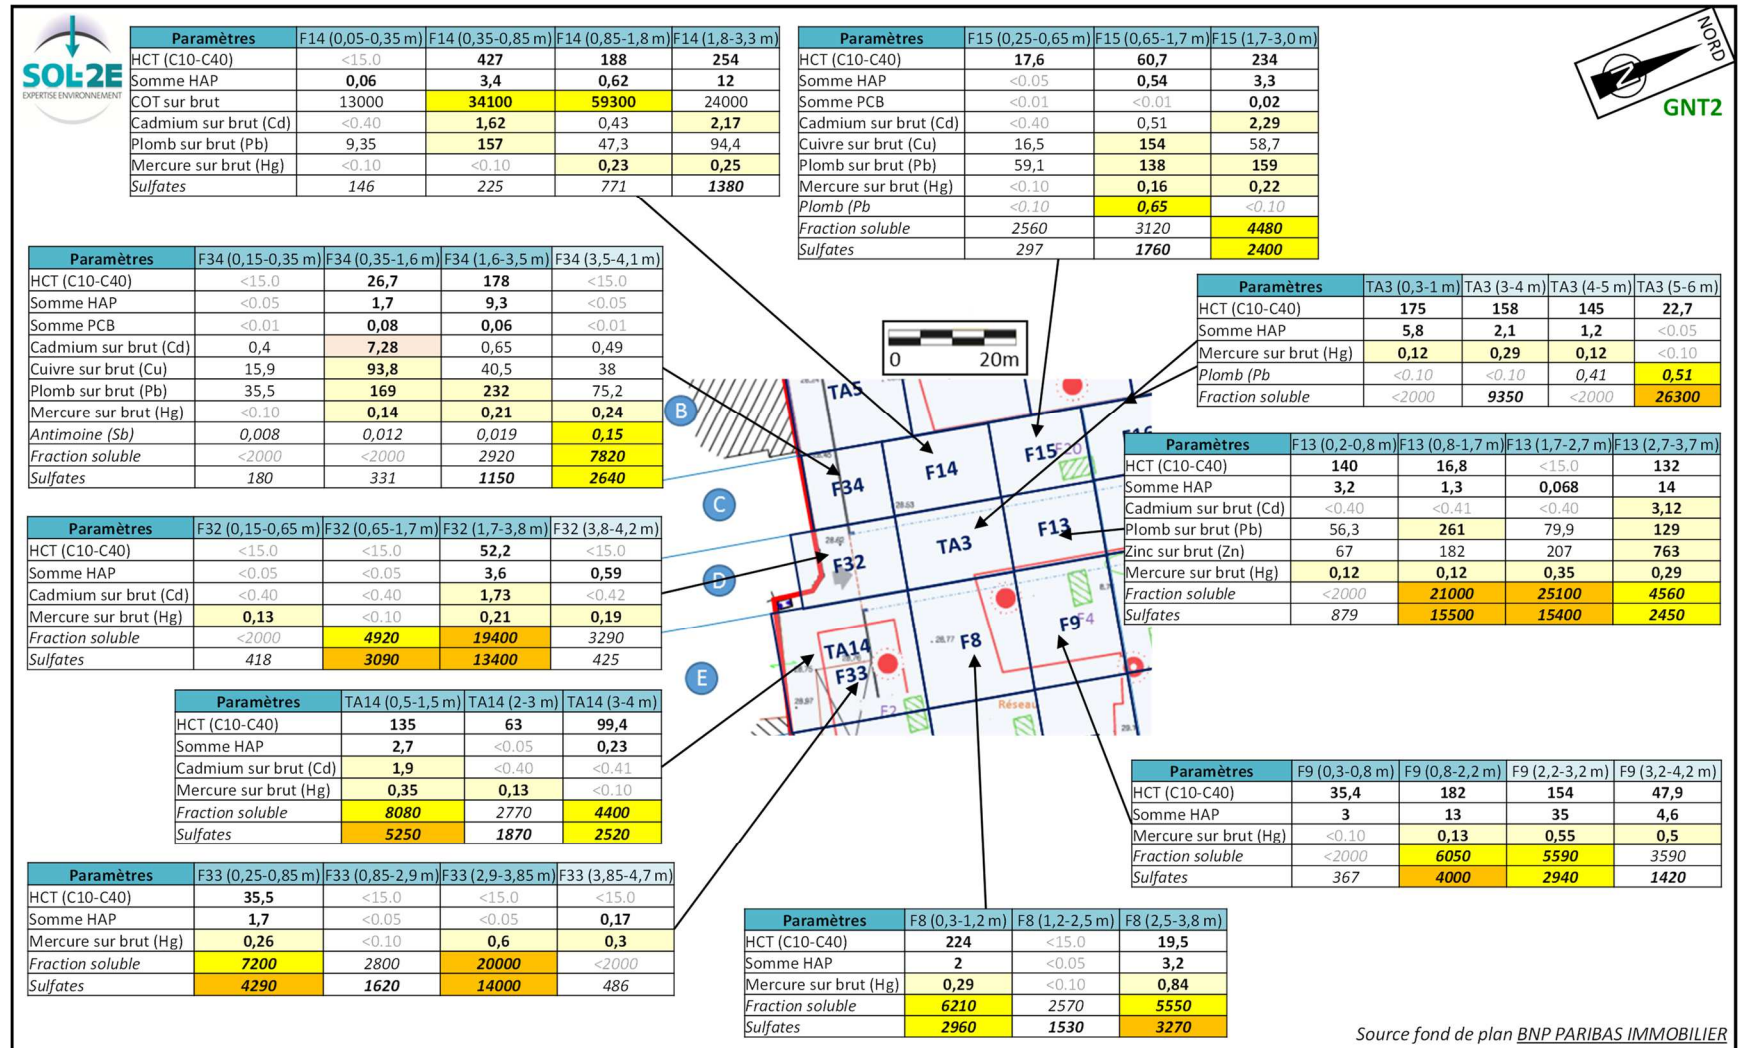 SOL-2E
EXPERTISE ENVIRONNEMENT
Paramètres F14 (0,05-0,35 m) F14 (0,35-0,85 m) F14 (0,85-1,8 m) F14 (1,8-3,3 m)
HCT (C10-C40) <15.0 427 188 254
Somme HAP 0,06 3,4 0,62 12
COT sur brut 13000 34100 59300 24000
Cadmium sur brut (Cd) <0.40 1,62 0,43 2,17
Plomb sur brut (Pb) 9,35 157 47,3 94,4
Mercure sur brut (Hg) <0.10 <0.10 0,23 0,25
Sulfates 146 225 771 1380
Paramètres F15 (0,25-0,65 m) F15 (0,65-1,7 m) F15 (1,7-3,0 m)
HCT (C10-C40) 17,6 60,7 234
Somme HAP <0.05 0,54 3,3
Somme PCB <0.01 <0.01 0,02
Cadmium sur brut (Cd) <0.40 0,51 2,29
Cuivre sur brut (Cu) 16,5 154 58,7
Plomb sur brut (Pb) 59,1 138 159
Mercure sur brut (Hg) <0.10 0,16 0,22
Plomb (Pb <0.10 0,65 <0.10
Fraction soluble 2560 3120 4480
Sulfates 297 1760 2400
NORD
N
GNT2
Paramètres F34 (0,15-0,35 m) F34 (0,35-1,6 m) F34 (1,6-3,5 m) F34 (3,5-4,1 m)
HCT (C10-C40) <15.0 26,7 178 <15.0
Somme HAP <0.05 1,7 9,3 <0.05
Somme PCB <0.01 0,08 0,06 <0.01
Cadmium sur brut (Cd) 0,4 7,28 0,65 0,49
Cuivre sur brut (Cu) 15,9 93,8 40,5 38
Plomb sur brut (Pb) 35,5 169 232 75,2
Mercure sur brut (Hg) <0.10 0,14 0,21 0,24
Antimoine (Sb) 0,008 0,012 0,019 0,15
Fraction soluble <2000 <2000 2920 7820
Sulfates 180 331 1150 2640
Paramètres TA3 (0,3-1 m) TA3 (3-4 m) TA3 (4-5 m) TA3 (5-6 m)
HCT (C10-C40) 175 158 145 22,7
Somme HAP 5,8 2,1 1,2 <0.05
Mercure sur brut (Hg) 0,12 0,29 0,12 <0.10
Plomb (Pb <0.10 <0.10 0,41 0,51
Fraction soluble <2000 9350 <2000 26300
0 20m
B
C
D
E
TA5
F15
F20
F16
F14
F34
28.53
F13
TA3
28.60
F32
F9
F4
28,77
F8
TA14
F33
28,97
F2
Réseau
Paramètres F13 (0,2-0,8 m) F13 (0,8-1,7 m) F13 (1,7-2,7 m) F13 (2,7-3,7 m)
HCT (C10-C40) 140 16,8 <15.0 132
Somme HAP 3,2 1,3 0,068 14
Cadmium sur brut (Cd) <0.40 <0.41 <0.40 3,12
Plomb sur brut (Pb) 56,3 261 79,9 129
Zinc sur brut (Zn) 67 182 207 763
Mercure sur brut (Hg) 0,12 0,12 0,35 0,29
Fraction soluble <2000 21000 25100 4560
Sulfates 879 15500 15400 2450
Paramètres F32 (0,15-0,65 m) F32 (0,65-1,7 m) F32 (1,7-3,8 m) F32 (3,8-4,2 m)
HCT (C10-C40) <15.0 <15.0 52,2 <15.0
Somme HAP <0.05 <0.05 3,6 0,59
Cadmium sur brut (Cd) <0.40 <0.40 1,73 <0.42
Mercure sur brut (Hg) 0,13 <0.10 0,21 0,19
Fraction soluble <2000 4920 19400 3290
Sulfates 418 3090 13400 425
Paramètres TA14 (0,5-1,5 m) TA14 (2-3 m) TA14 (3-4 m)
HCT (C10-C40) 135 63 99,4
Somme HAP 2,7 <0.05 0,23
Cadmium sur brut (Cd) 1,9 <0.40 <0.41
Mercure sur brut (Hg) 0,35 0,13 <0.10
Fraction soluble 8080 2770 4400
Sulfates 5250 1870 2520
Paramètres F9 (0,3-0,8 m) F9 (0,8-2,2 m) F9 (2,2-3,2 m) F9 (3,2-4,2 m)
HCT (C10-C40) 35,4 182 154 47,9
Somme HAP 3 13 35 4,6
Mercure sur brut (Hg) <0.10 0,13 0,55 0,5
Fraction soluble <2000 6050 5590 3590
Sulfates 367 4000 2940 1420
Paramètres F33 (0,25-0,85 m) F33 (0,85-2,9 m) F33 (2,9-3,85 m) F33 (3,85-4,7 m)
HCT (C10-C40) 35,5 <15.0 <15.0 <15.0
Somme HAP 1,7 <0.05 <0.05 0,17
Mercure sur brut (Hg) 0,26 <0.10 0,6 0,3
Fraction soluble 7200 2800 20000 <2000
Sulfates 4290 1620 14000 486
Paramètres F8 (0,3-1,2 m) F8 (1,2-2,5 m) F8 (2,5-3,8 m)
HCT (C10-C40) 224 <15.0 19,5
Somme HAP 2 <0.05 3,2
Mercure sur brut (Hg) 0,29 <0.10 0,84
Fraction soluble 6210 2570 5550
Sulfates 2960 1530 3270
Source fond de plan BNP PARIBAS IMMOBILIER